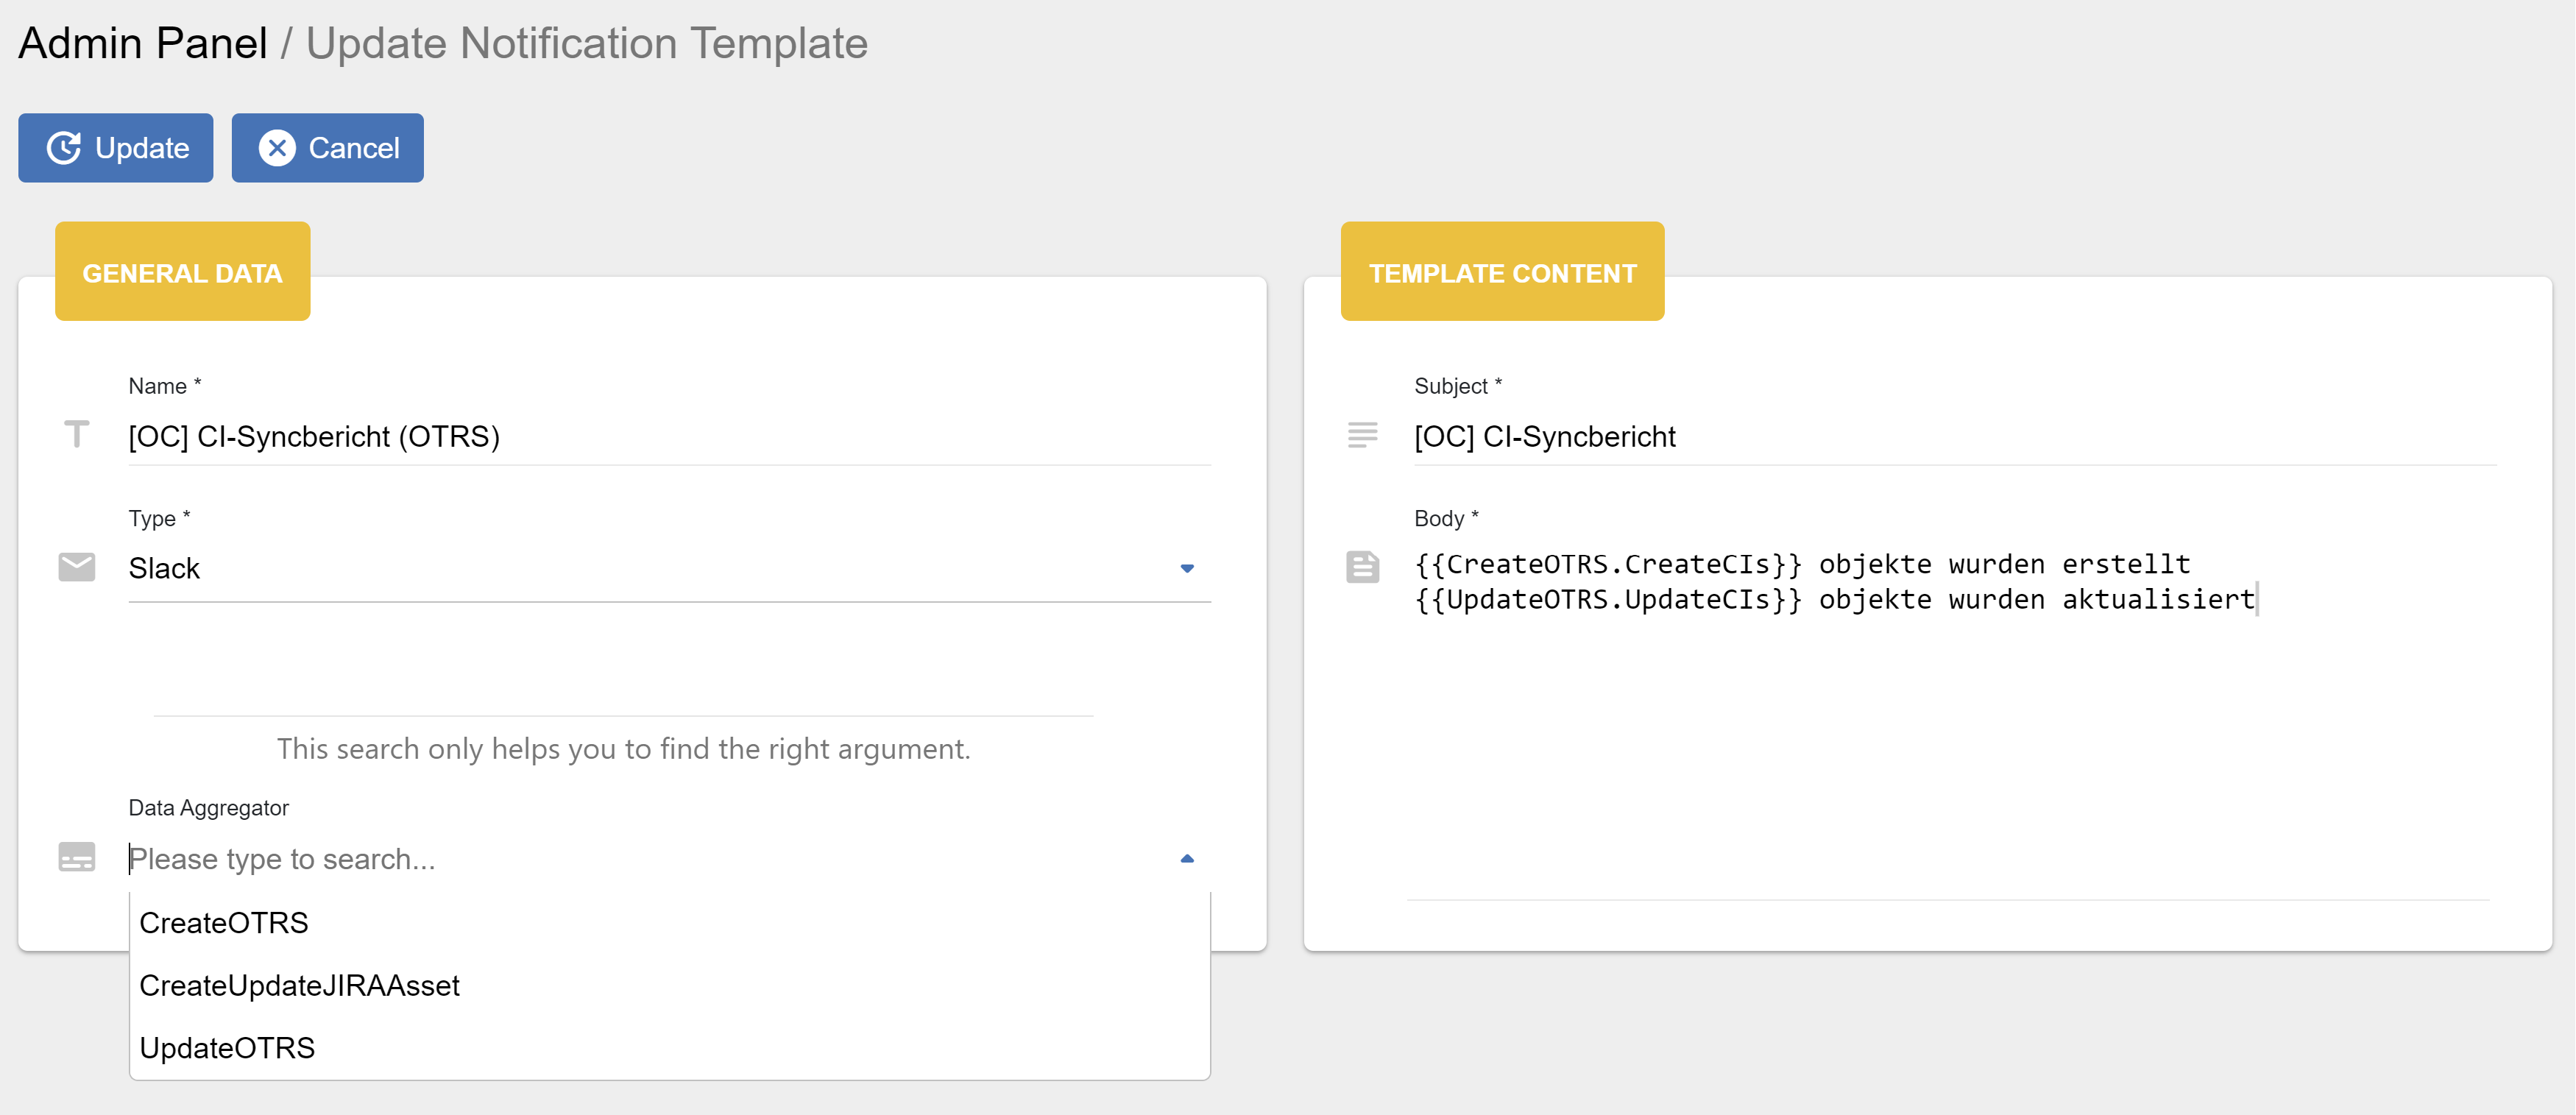 Admin Panel / Update Notification Template
Update
Cancel
GENERAL DATA
Name *
[OC] CI-Syncbericht (OTRS)
Type *
Slack
This search only helps you to find the right argument.
Data Aggregator
Please type to search...
CreateOTRS
CreateUpdateJIRAAsset
UpdateOTRS
TEMPLATE CONTENT
Subject *
[OC] CI-Syncbericht
Body *
{{CreateOTRS.CreateCIs}} objekte wurden erstellt
{{UpdateOTRS.UpdateCIs}} objekte wurden aktualisiert